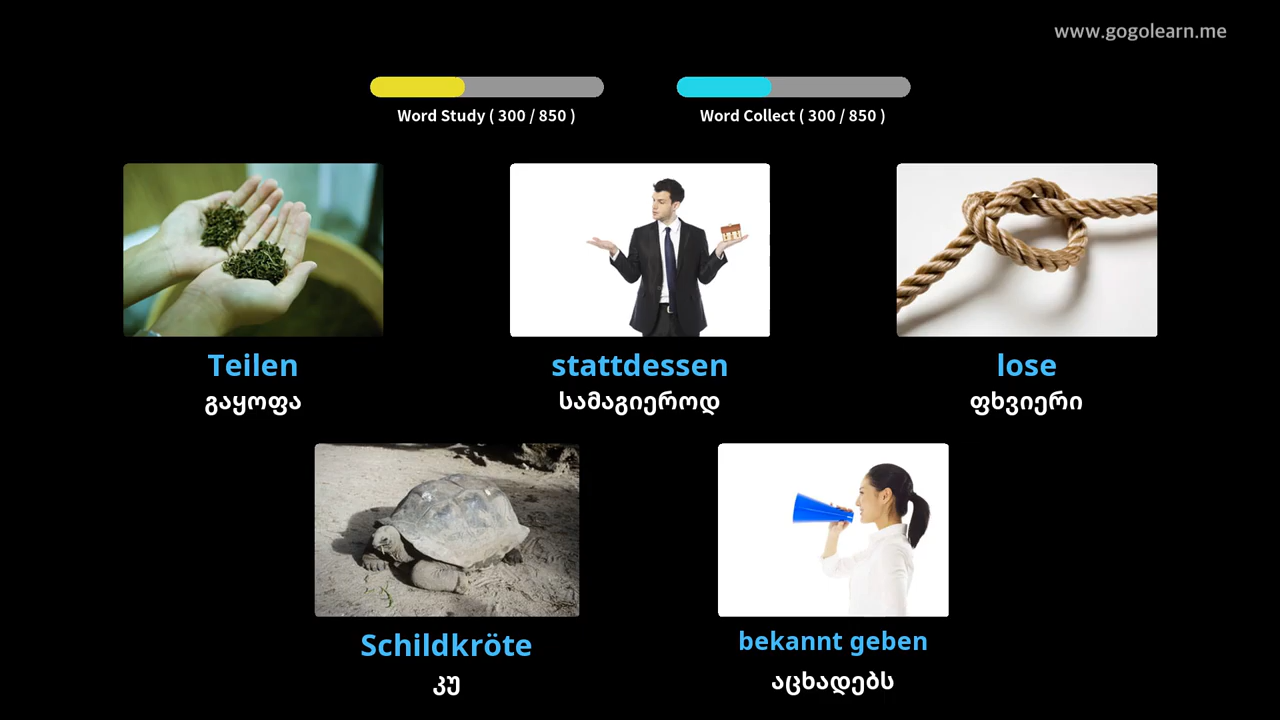 www.gogolearn.me
Word Study ( 300 / 850 )
Word Collect ( 300 / 850 )
Teilen
გაყოფა
stattdessen
სამაგიეროდ
lose
ფხვიერი
Schildkröte
კუ
bekannt geben
აცხადებს